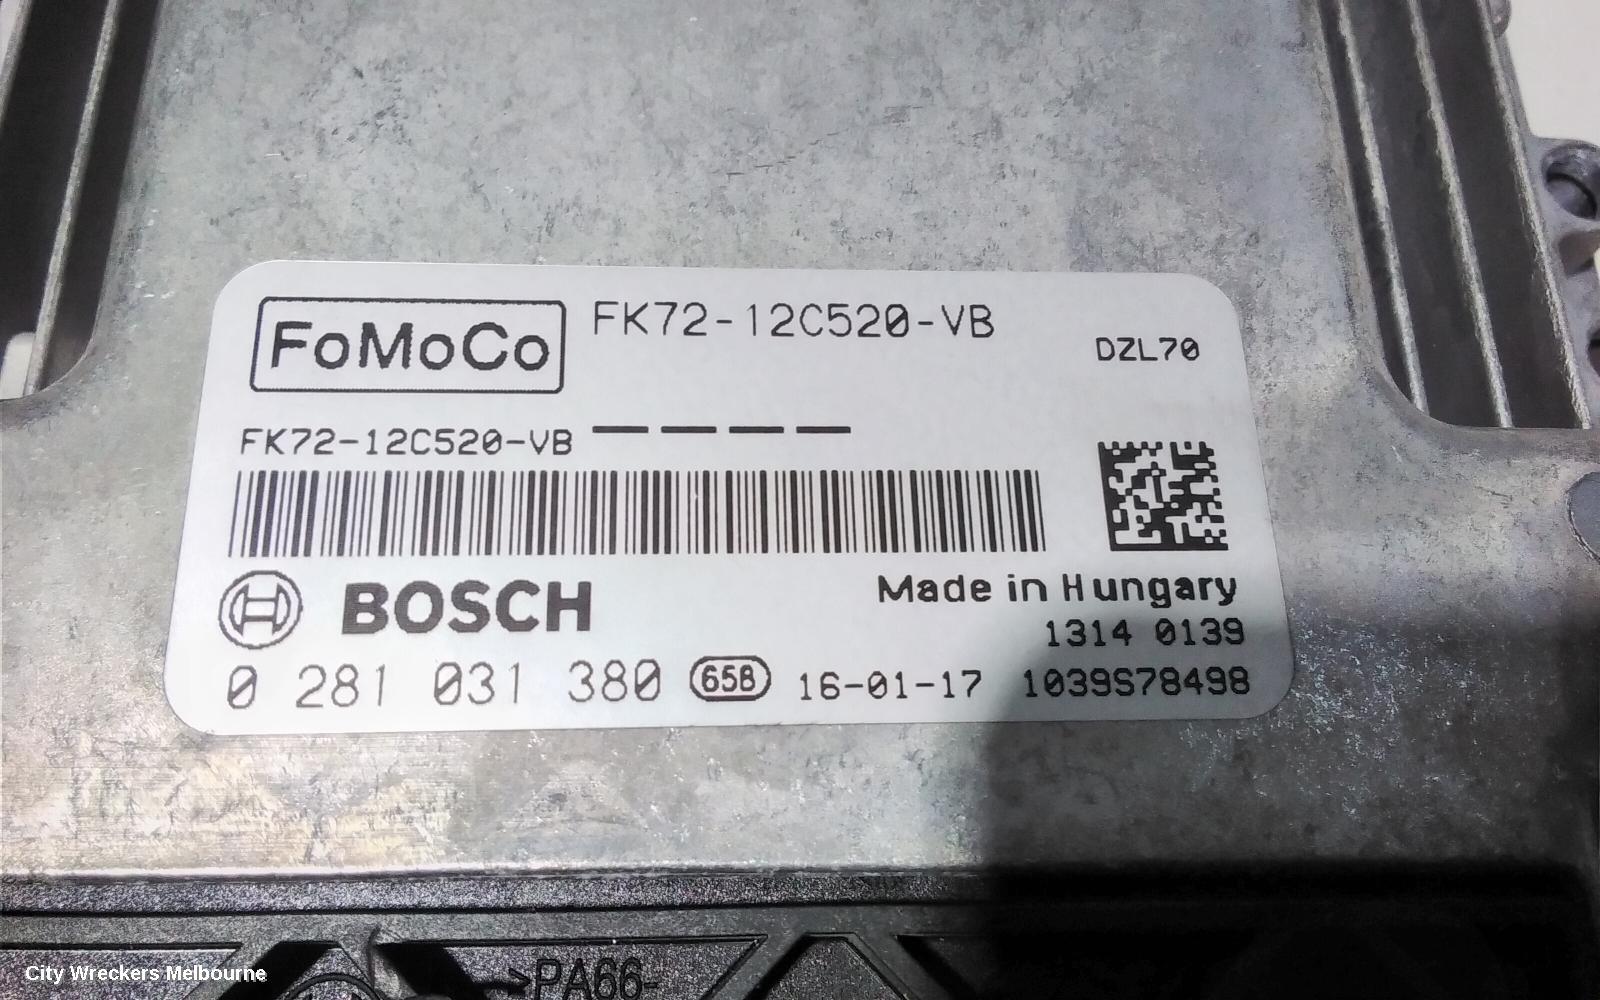 FoMoCo
FK72-12C520-VB
DZL70
FK72-12C520-VB
BOSCH
Made in Hungary
1314 0139
0 281 031 380 65B 16-01-17 1039S78498
>PA66-
City Wreckers Melbourne